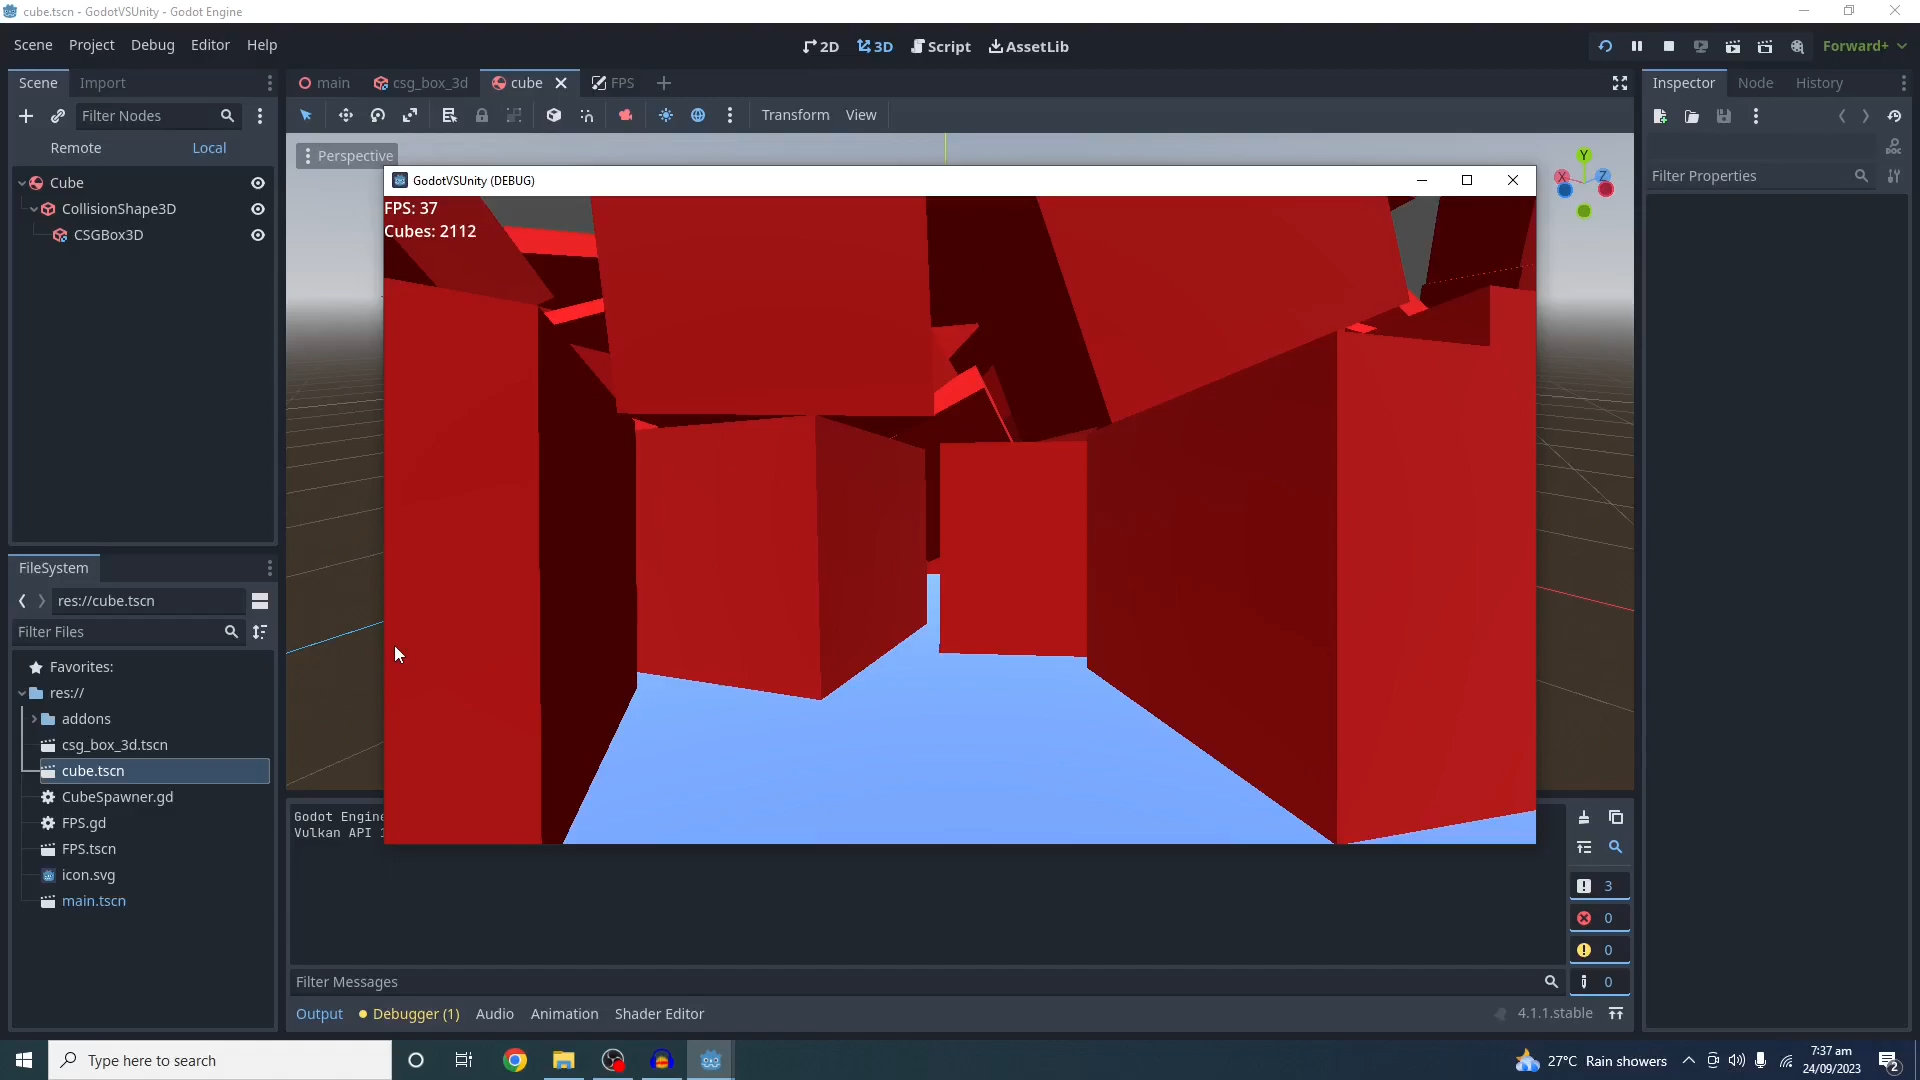 cube.tscn - GodotVSUnity - Godot Engine
Scene Project Debug Editor Help
2D 3D Script AssetLib
Forward+
Scene Import
main csg_box_3d cube FPS
Inspector Node History
Filter Nodes
Transform View
Remote Local
Perspective
Filter Properties
Y
X Z
Cube
CollisionShape3D
CSGBox3D
GodotVSUnity (DEBUG)
FPS: 37
Cubes: 2112
FileSystem
res://cube.tscn
Filter Files
Favorites:
res://
addons
csg_box_3d.tscn
cube.tscn
CubeSpawner.gd
FPS.gd
FPS.tscn
icon.svg
main.tscn
Godot Engine
Vulkan API
3
0
0
0
Filter Messages
Output Debugger (1) Audio Animation Shader Editor
4.1.1.stable
Type here to search
27°C Rain showers
7:37 am
24/09/2023
2